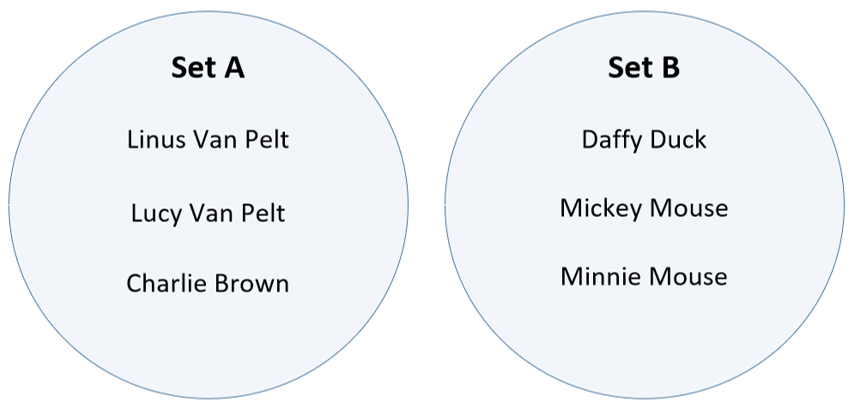 Set A
Linus Van Pelt
Lucy Van Pelt
Charlie Brown
Set B
Daffy Duck
Mickey Mouse
Minnie Mouse